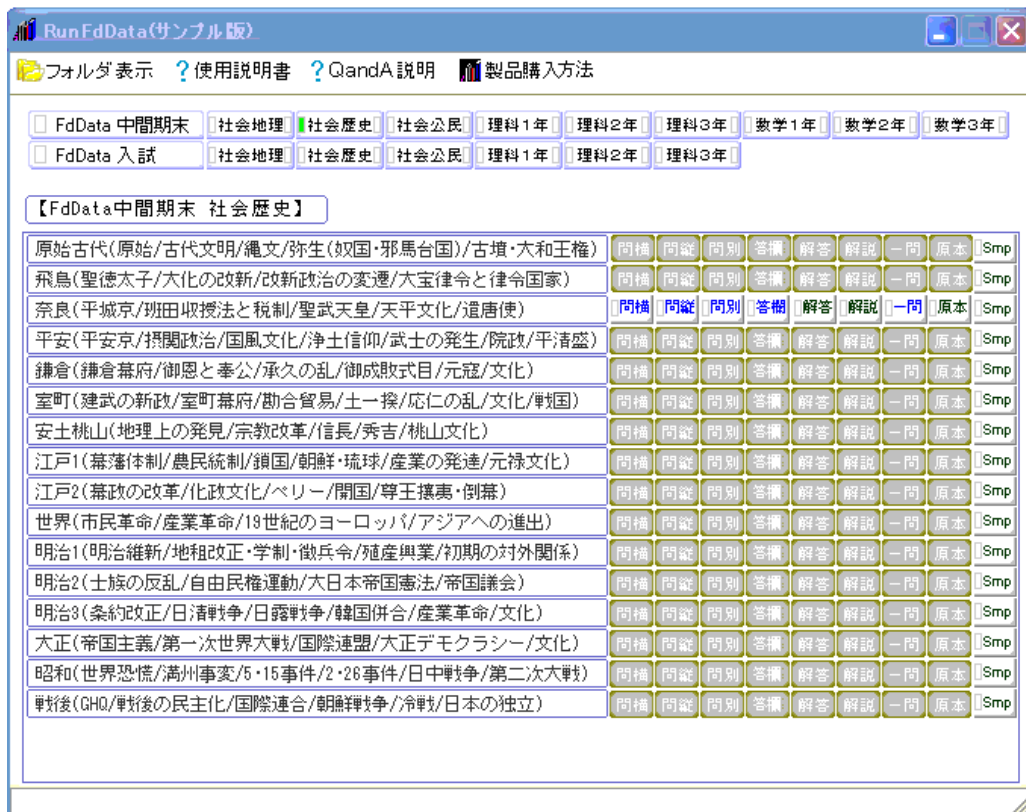 RunFdData(サンプル版)
フォルダ表示 ?使用説明書 ?QandA説明 製品購入方法
FdData 中間期末 社会地理 社会歴史 社会公民 理科1年 理科2年 理科3年 数学1年 数学2年 数学3年
FdData 入試 社会地理 社会歴史 社会公民 理科1年 理科2年 理科3年
【FdData中間期末 社会歴史】
原始古代(原始/古代文明/縄文/弥生(奴国・邪馬台国)/古墳・大和王権) 問横 問縦 問別 答欄 解答 解説 一問 原本 Smp
飛鳥(聖徳太子/大化の改新/改新政治の変遷/大宝律令と律令国家) 問横 問縦 問別 答欄 解答 解説 一問 原本 Smp
奈良(平城京/班田収授法と税制/聖武天皇/天平文化/遣唐使) 問横 問縦 問別 答欄 解答 解説 一問 原本 Smp
平安(平安京/摂関政治/国風文化/浄土信仰/武士の発生/院政/平清盛) 問横 問縦 問別 答欄 解答 解説 一問 原本 Smp
鎌倉(鎌倉幕府/御恩と奉公/承久の乱/御成敗式目/元寇/文化) 問横 問縦 問別 答欄 解答 解説 一問 原本 Smp
室町(建武の新政/室町幕府/勘合貿易/土一揆/応仁の乱/文化/戦国) 問横 問縦 問別 答欄 解答 解説 一問 原本 Smp
安土桃山(地理上の発見/宗教改革/信長/秀吉/桃山文化) 問横 問縦 問別 答欄 解答 解説 一問 原本 Smp
江戸1(幕藩体制/農民統制/鎖国/朝鮮・琉球/産業の発達/元禄文化) 問横 問縦 問別 答欄 解答 解説 一問 原本 Smp
江戸2(幕政の改革/化政文化/ペリー/開国/尊王攘夷・倒幕) 問横 問縦 問別 答欄 解答 解説 一問 原本 Smp
世界(市民革命/産業革命/19世紀のヨーロッパ/アジアへの進出) 問横 問縦 問別 答欄 解答 解説 一問 原本 Smp
明治1(明治維新/地租改正・学制・徴兵令/殖産興業/初期の対外関係) 問横 問縦 問別 答欄 解答 解説 一問 原本 Smp
明治2(士族の反乱/自由民権運動/大日本帝国憲法/帝国議会) 問横 問縦 問別 答欄 解答 解説 一問 原本 Smp
明治3(条約改正/日清戦争/日露戦争/韓国併合/産業革命/文化) 問横 問縦 問別 答欄 解答 解説 一問 原本 Smp
大正(帝国主義/第一次世界大戦/国際連盟/大正デモクラシー/文化) 問横 問縦 問別 答欄 解答 解説 一問 原本 Smp
昭和(世界恐慌/満州事変/5・15事件/2・26事件/日中戦争/第二次大戦) 問横 問縦 問別 答欄 解答 解説 一問 原本 Smp
戦後(GHQ/戦後の民主化/国際連合/朝鮮戦争/冷戦/日本の独立) 問横 問縦 問別 答欄 解答 解説 一問 原本 Smp